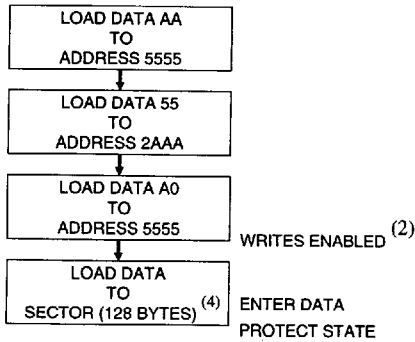 LOAD DATA AA
TO
ADDRESS 5555
LOAD DATA 55
TO
ADDRESS 2AAA
LOAD DATA A0
TO
ADDRESS 5555
WRITES ENABLED (2)
LOAD DATA
TO
SECTOR (128 BYTES) (4)
ENTER DATA
PROTECT STATE